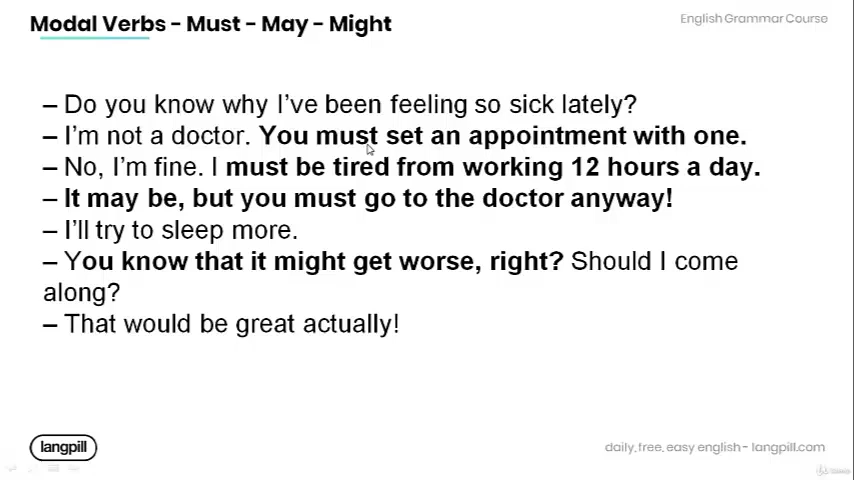 Modal Verbs - Must - May - Might
English Grammar Course
– Do you know why I've been feeling so sick lately?
– I'm not a doctor. You must set an appointment with one.
– No, I'm fine. I must be tired from working 12 hours a day.
– It may be, but you must go to the doctor anyway!
– I'll try to sleep more.
– You know that it might get worse, right? Should I come
along?
– That would be great actually!
langpill
daily, free, easy english - langpill.com